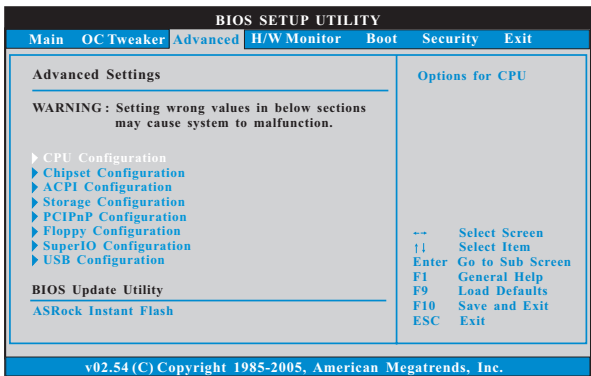 BIOS SETUP UTILITY
Main OC Tweaker Advanced H/W Monitor Boot Security Exit
Advanced Settings
WARNING : Setting wrong values in below sections
may cause system to malfunction.
CPU Configuration
Chipset Configuration
ACPI Configuration
Storage Configuration
PCIPnP Configuration
Floppy Configuration
SuperIO Configuration
USB Configuration
BIOS Update Utility
ASRock Instant Flash
Options for CPU
←→ Select Screen
↑↓ Select Item
Enter Go to Sub Screen
F1 General Help
F9 Load Defaults
F10 Save and Exit
ESC Exit
v02.54 (C) Copyright 1985-2005, American Megatrends, Inc.